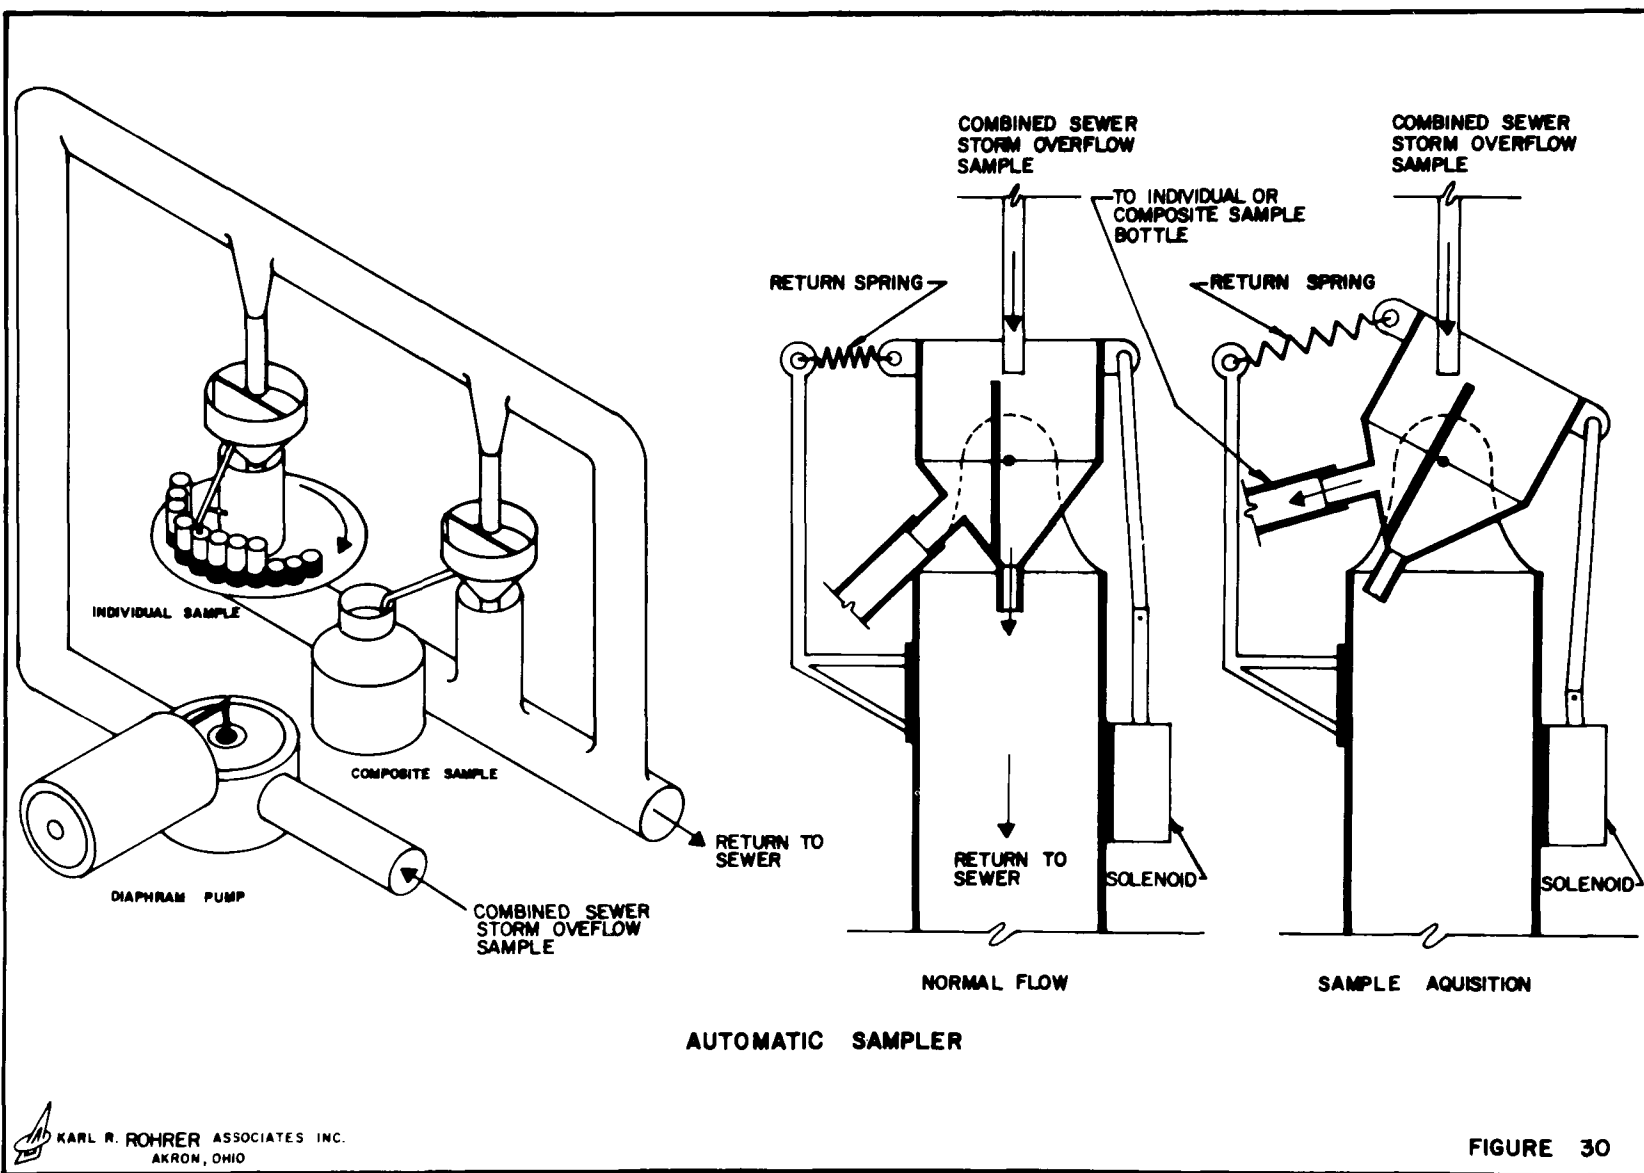 COMBINED SEWER
STORM OVERFLOW
SAMPLE
COMBINED SEWER
STORM OVERFLOW
SAMPLE
TO INDIVIDUAL OR
COMPOSITE SAMPLE
BOTTLE
RETURN SPRING
RETURN SPRING
INDIVIDUAL SAMPLE
COMPOSITE SAMPLE
RETURN TO
SEWER
DIAPHRAM PUMP
COMBINED SEWER
STORM OVEFLOW
SAMPLE
RETURN TO
SEWER
SOLENOID
SOLENOID
NORMAL FLOW
SAMPLE AQUISITION
AUTOMATIC SAMPLER
KARL R. ROHRER ASSOCIATES INC.
AKRON, OHIO
FIGURE 30